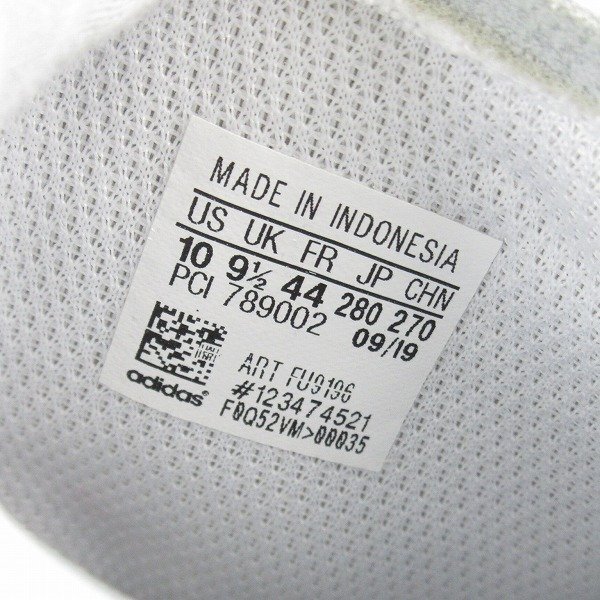 MADE IN INDONESIA
US UK FR JP CHN
10 9½ 44 280 270
PCI 789002 09/19
ART FU9196
#123474521
F0Q52VM>00035
adidas